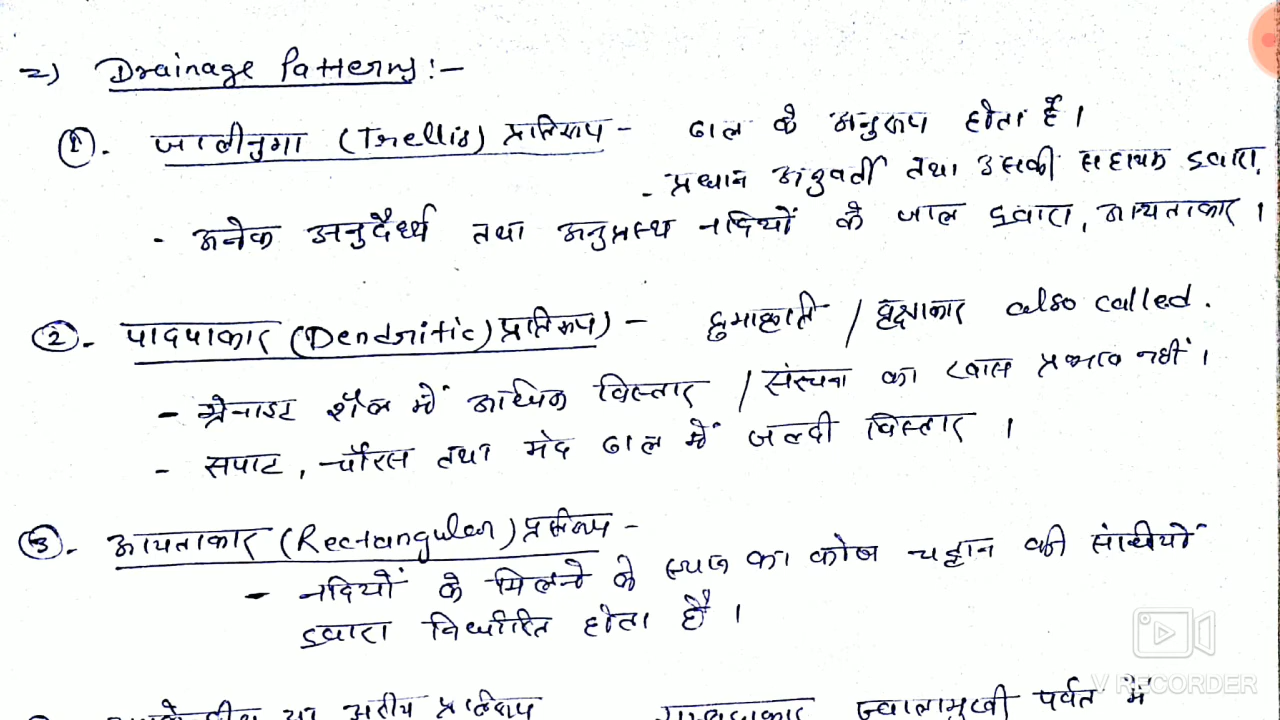 2) Drainage Patterns :-
①. जालीनुमा (Trellis) प्रतिरूप - ढाल के अनुरूप होता है।
- प्रधान अनुवर्ती तथा उसकी सहायक द्वारा,
- अनेक अनुदैर्ध्य तथा अनुप्रस्थ नदियों के जाल द्वारा, आयताकार।
②. पादपाकार (Dendritic) प्रतिरूप) - द्रुमाकृति / वृक्षाकार also called.
- ग्रेनाइट शैल में अधिक विस्तार / संरचना का खास प्रभाव नहीं।
- सपाट, चौरस तथा मंद ढाल में जल्दी विस्तार।
③. आयताकार (Rectangular) प्रतिरूप -
- नदियों के मिलने के स्थल का कोण चट्टान की संधियों
द्वारा निर्धारित होता है।
या प्रतिरूप ज्वालामुखी पर्वत में
V RECORDER